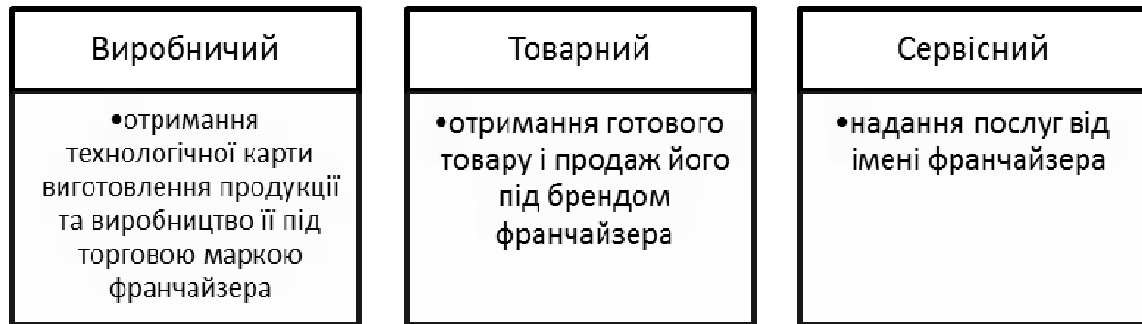 Виробничий
•отримання
технологічної карти
виготовлення продукції
та виробництво її під
торговою маркою
франчайзера
Товарний
•отримання готового
товару і продаж його
під брендом
франчайзера
Сервісний
•надання послуг від
імені франчайзера